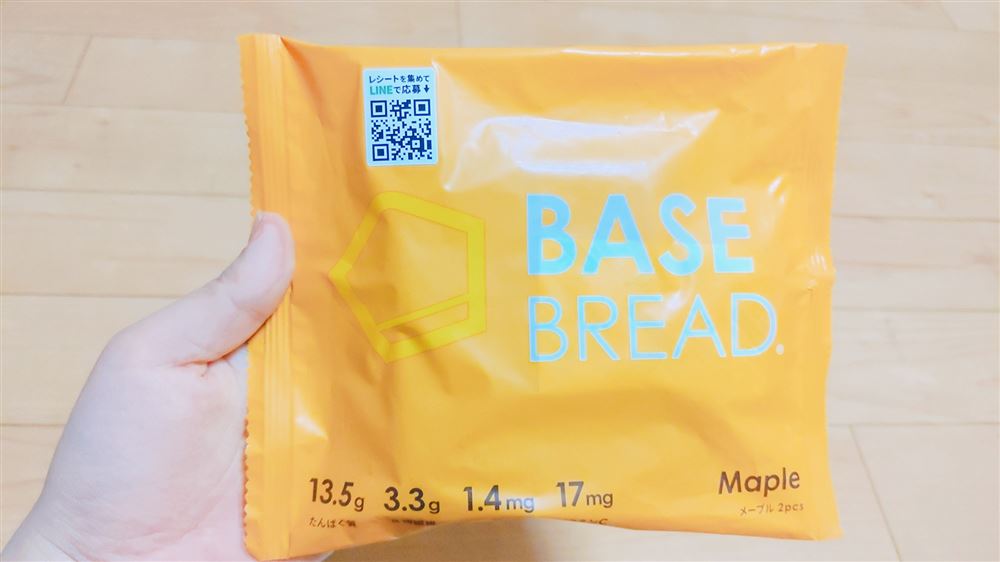 レシートを集めて
LINEで応募↓
BASE
BREAD.
13.5g 3.3g 1.4mg 17mg
たんぱく質
Maple
メープル 2pcs